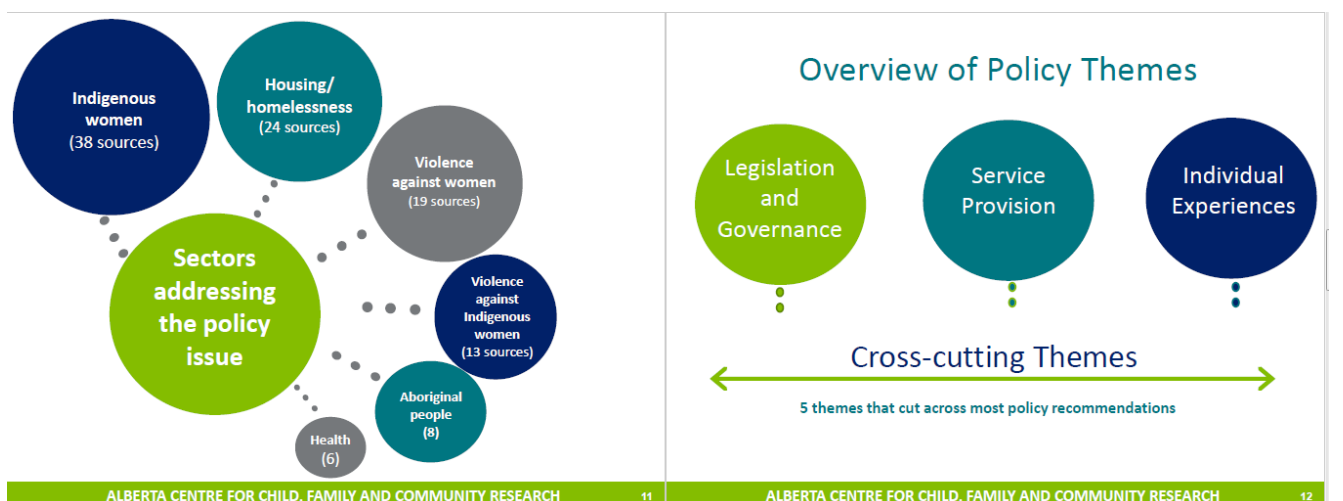 Indigenous
women
(38 sources)
Housing/
homelessness
(24 sources)
Violence
against women
(19 sources)
Violence
against
Indigenous
women
(13 sources)
Aboriginal
people
(8)
Health
(6)
Sectors
addressing
the policy
issue
ALBERTA CENTRE FOR CHILD, FAMILY AND COMMUNITY RESEARCH
11
Overview of Policy Themes
Legislation
and
Governance
Service
Provision
Individual
Experiences
Cross-cutting Themes
5 themes that cut across most policy recommendations
ALBERTA CENTRE FOR CHILD, FAMILY AND COMMUNITY RESEARCH
12